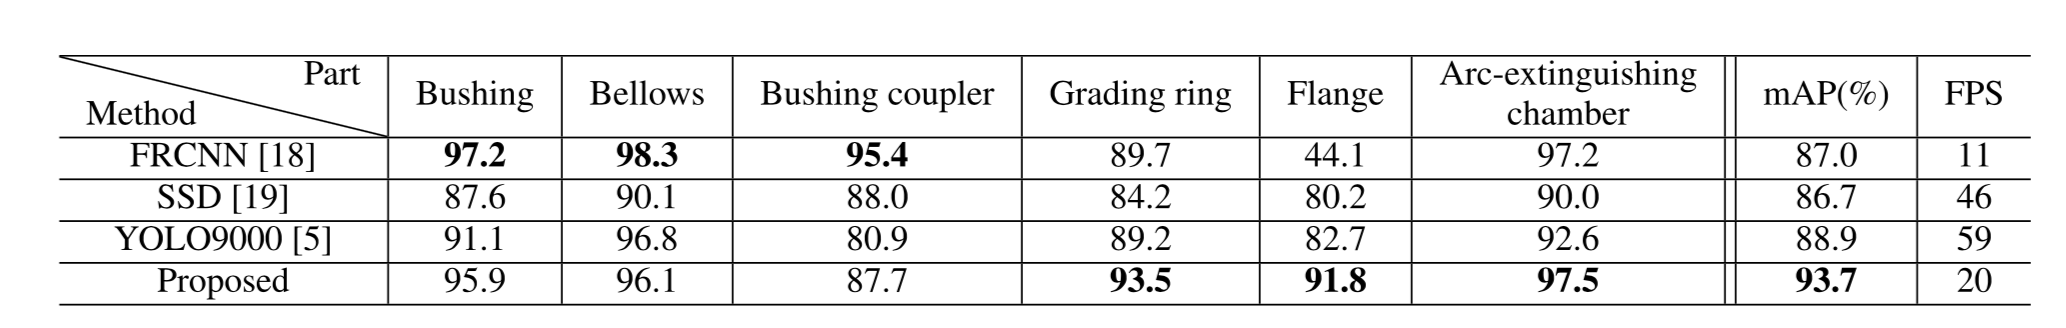 Part
Method Bushing Bellows Bushing coupler Grading ring Flange Arc-extinguishing chamber mAP(%) FPS
FRCNN [18] 97.2 98.3 95.4 89.7 44.1 97.2 87.0 11
SSD [19] 87.6 90.1 88.0 84.2 80.2 90.0 86.7 46
YOLO9000 [5] 91.1 96.8 80.9 89.2 82.7 92.6 88.9 59
Proposed 95.9 96.1 87.7 93.5 91.8 97.5 93.7 20